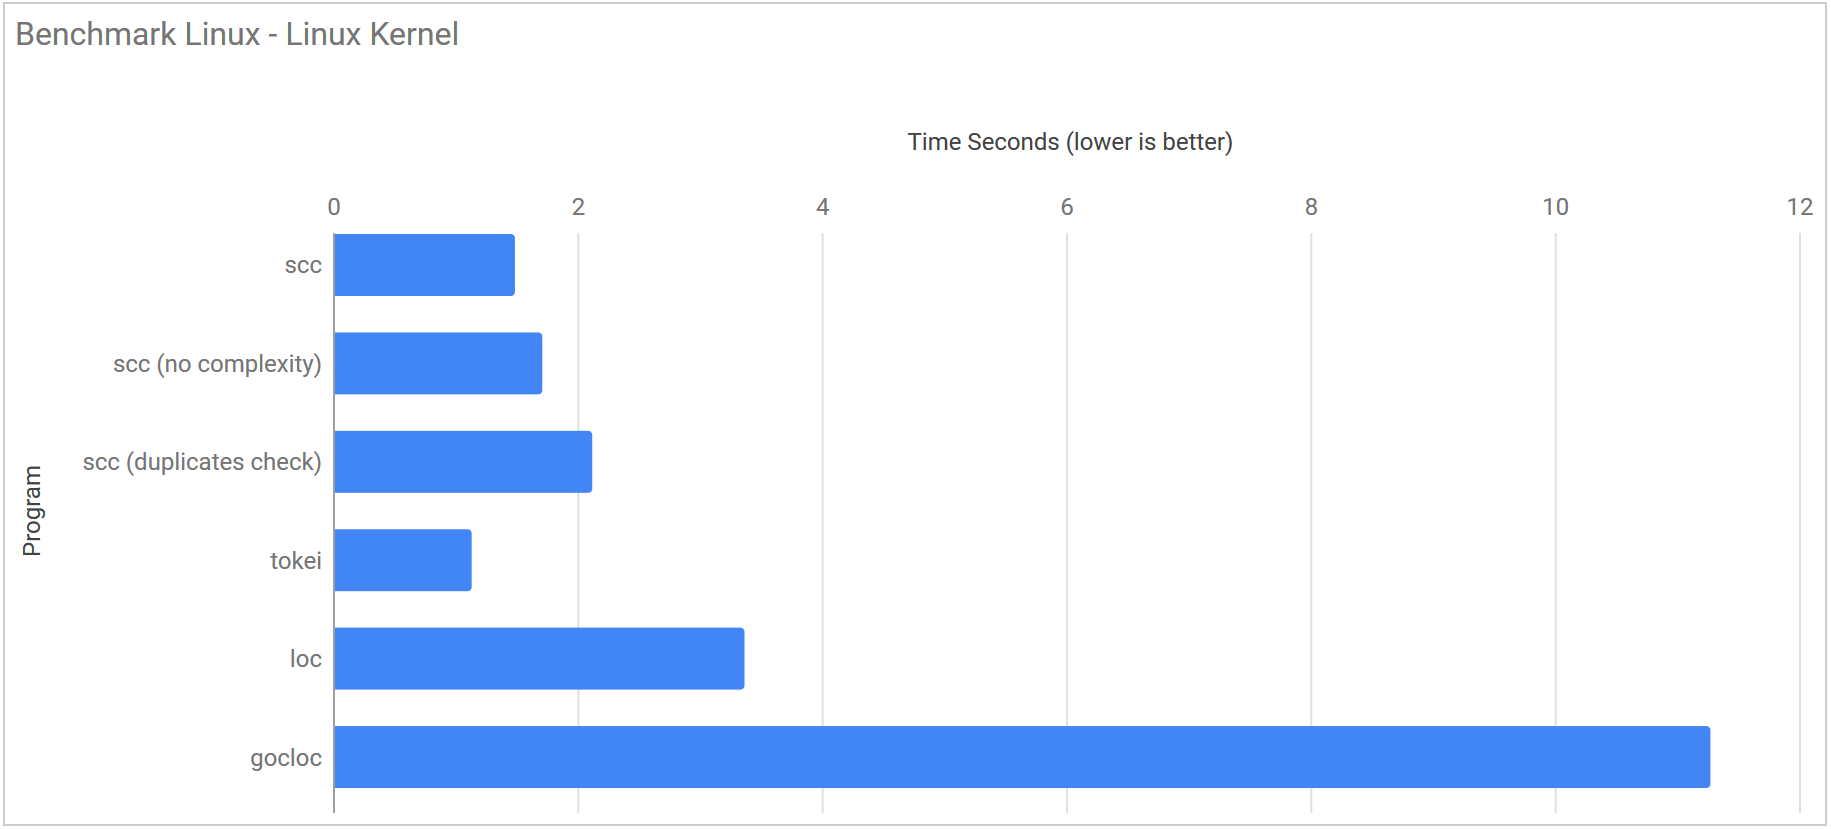 Benchmark Linux - Linux Kernel
Time Seconds (lower is better)
0 2 4 6 8 10 12
scc
scc (no complexity)
scc (duplicates check)
tokei
loc
gocloc
Program